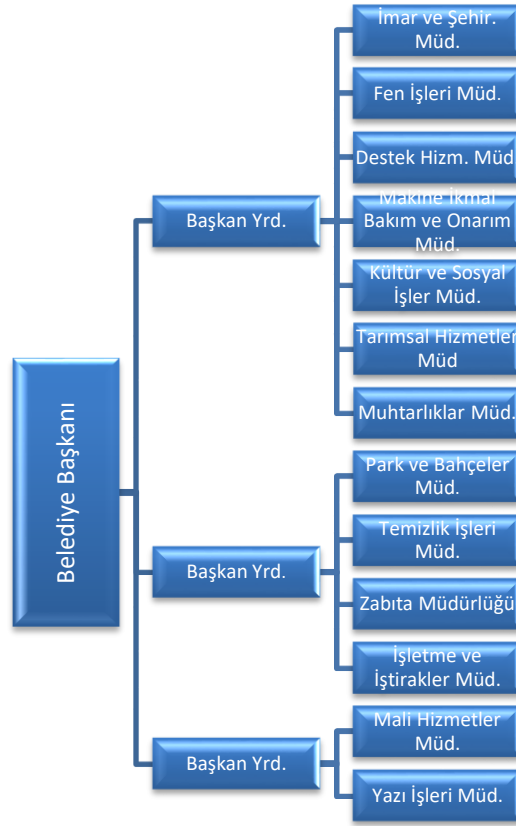 Belediye Başkanı
Başkan Yrd.
İmar ve Şehir.
Müd.
Fen İşleri Müd.
Destek Hizm. Müd
Makine İkmal
Bakım ve Onarım
Müd.
Kültür ve Sosyal
İşler Müd.
Tarımsal Hizmetler
Müd
Muhtarlıklar Müd.
Başkan Yrd.
Park ve Bahçeler
Müd.
Temizlik İşleri
Müd.
Zabıta Müdürlüğü
İşletme ve
İştirakler Müd.
Başkan Yrd.
Mali Hizmetler
Müd.
Yazı İşleri Müd.